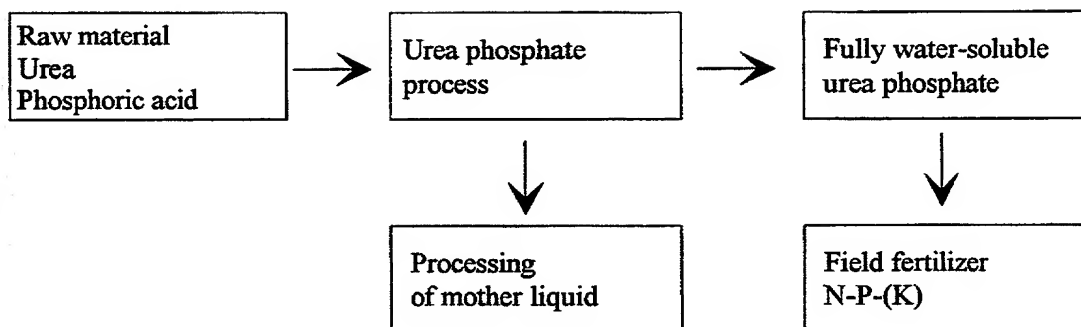 Raw material
Urea
Phosphoric acid
Urea phosphate
process
Fully water-soluble
urea phosphate
Processing
of mother liquid
Field fertilizer
N-P-(K)